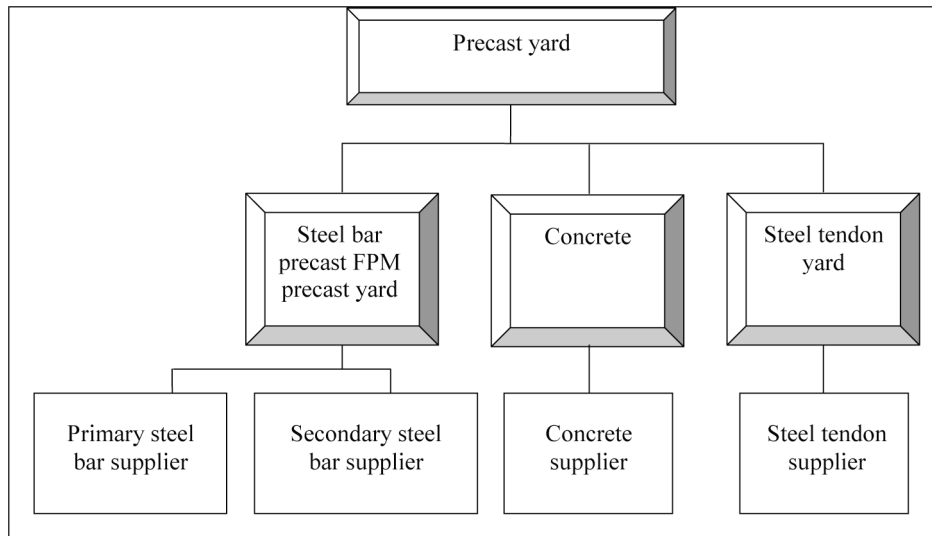 Precast yard
Steel bar
precast FPM
precast yard
Concrete
Steel tendon
yard
Primary steel
bar supplier
Secondary steel
bar supplier
Concrete
supplier
Steel tendon
supplier